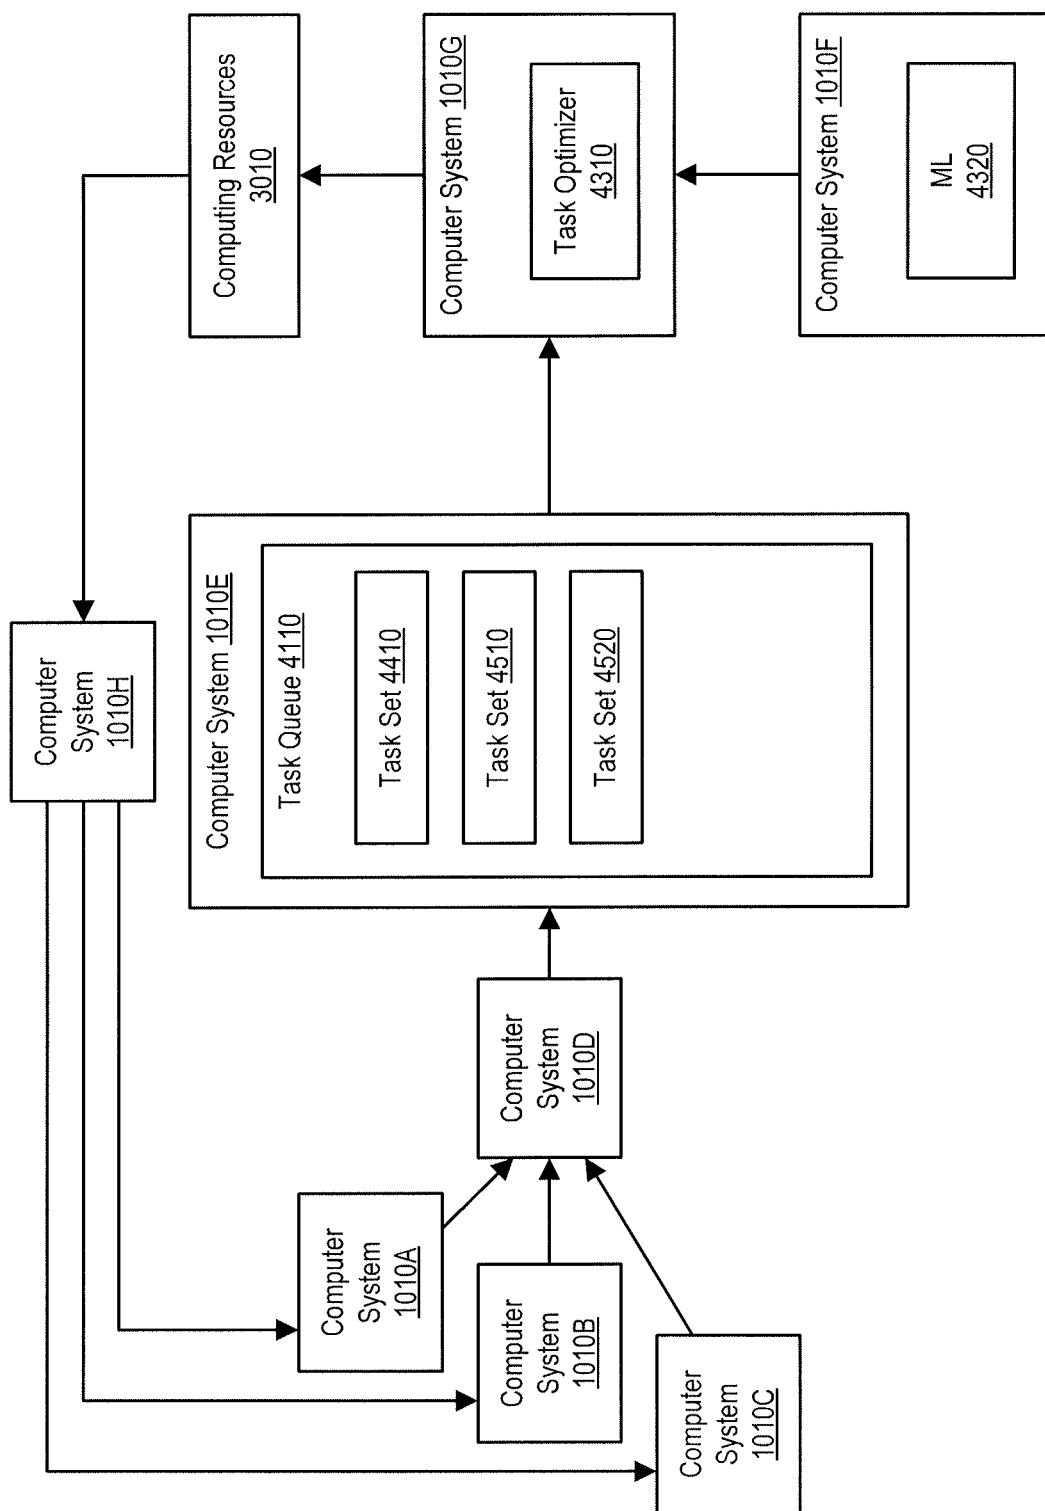 Computer
System
1010H
Computing Resources
3010
Computer System 1010E
Task Queue 4110
Task Set 4410
Task Set 4510
Task Set 4520
Computer System 1010G
Task Optimizer
4310
Computer System 1010F
ML
4320
Computer
System
1010A
Computer
System
1010B
Computer
System
1010C
Computer
System
1010D